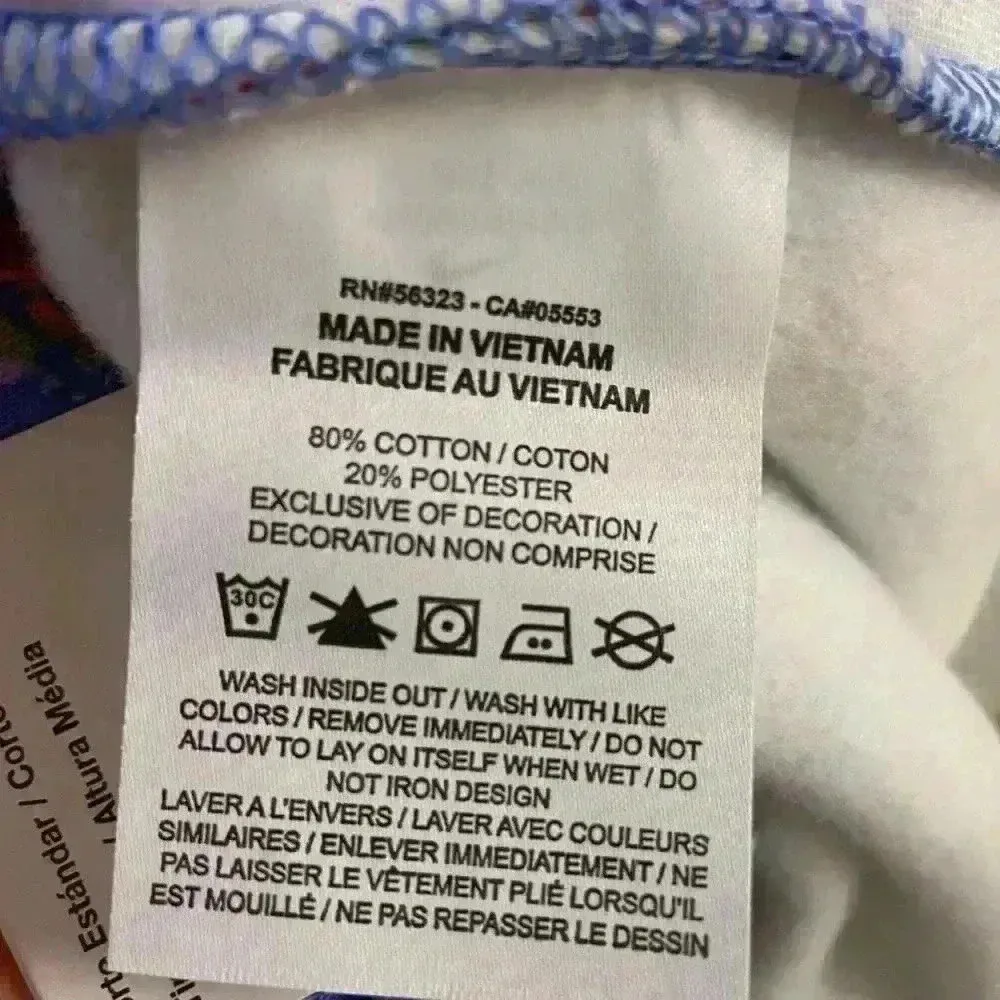 RN#56323 - CA#05553
MADE IN VIETNAM
FABRIQUE AU VIETNAM
80% COTTON / COTON
20% POLYESTER
EXCLUSIVE OF DECORATION /
DECORATION NON COMPRISE
30C
WASH INSIDE OUT / WASH WITH LIKE
COLORS / REMOVE IMMEDIATELY / DO NOT
ALLOW TO LAY ON ITSELF WHEN WET / DO
NOT IRON DESIGN
LAVER A L'ENVERS / LAVER AVEC COULEURS
SIMILAIRES / ENLEVER IMMEDIATEMENT / NE
PAS LAISSER LE VÊTEMENT PLIÉ LORSQU'IL
EST MOUILLÉ / NE PAS REPASSER LE DESSIN
Estándar / Corto
/ Altura Média